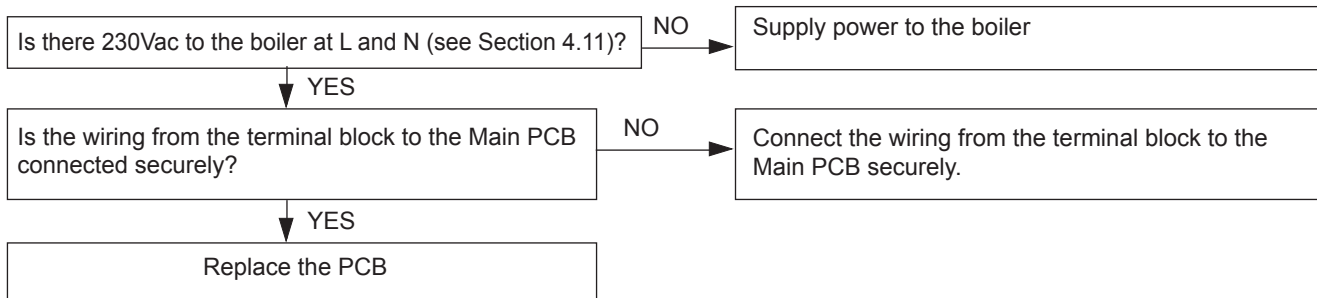 Is there 230Vac to the boiler at L and N (see Section 4.11)?
NO
Supply power to the boiler
YES
Is the wiring from the terminal block to the Main PCB
connected securely?
NO
Connect the wiring from the terminal block to the
Main PCB securely.
YES
Replace the PCB